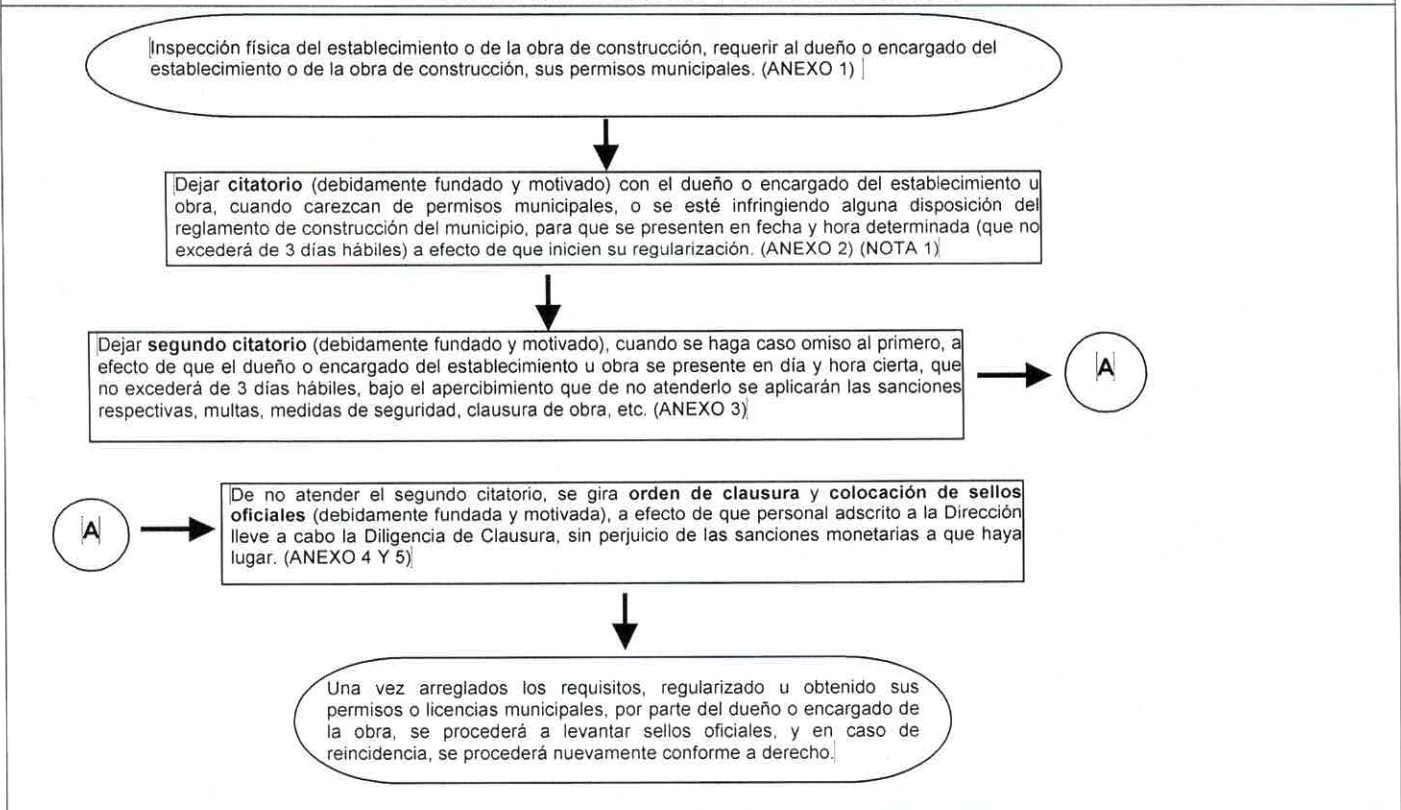 Inspección física del establecimiento o de la obra de construcción, requerir al dueño o encargado del
establecimiento o de la obra de construcción, sus permisos municipales. (ANEXO 1)
Dejar citatorio (debidamente fundado y motivado) con el dueño o encargado del establecimiento u
obra, cuando carezcan de permisos municipales, o se esté infringiendo alguna disposición del
reglamento de construcción del municipio, para que se presenten en fecha y hora determinada (que no
excederá de 3 días hábiles) a efecto de que inicien su regularización. (ANEXO 2) (NOTA 1)
Dejar segundo citatorio (debidamente fundado y motivado), cuando se haga caso omiso al primero, a
efecto de que el dueño o encargado del establecimiento u obra se presente en día y hora cierta, que
no excederá de 3 días hábiles, bajo el apercibimiento que de no atenderlo se aplicarán las sanciones
respectivas, multas, medidas de seguridad, clausura de obra, etc. (ANEXO 3)
A
A
De no atender el segundo citatorio, se gira orden de clausura y colocación de sellos
oficiales (debidamente fundada y motivada), a efecto de que personal adscrito a la Dirección
lleve a cabo la Diligencia de Clausura, sin perjuicio de las sanciones monetarias a que haya
lugar. (ANEXO 4 Y 5)
Una vez arreglados los requisitos, regularizado u obtenido sus
permisos o licencias municipales, por parte del dueño o encargado de
la obra, se procederá a levantar sellos oficiales, y en caso de
reincidencia, se procederá nuevamente conforme a derecho.